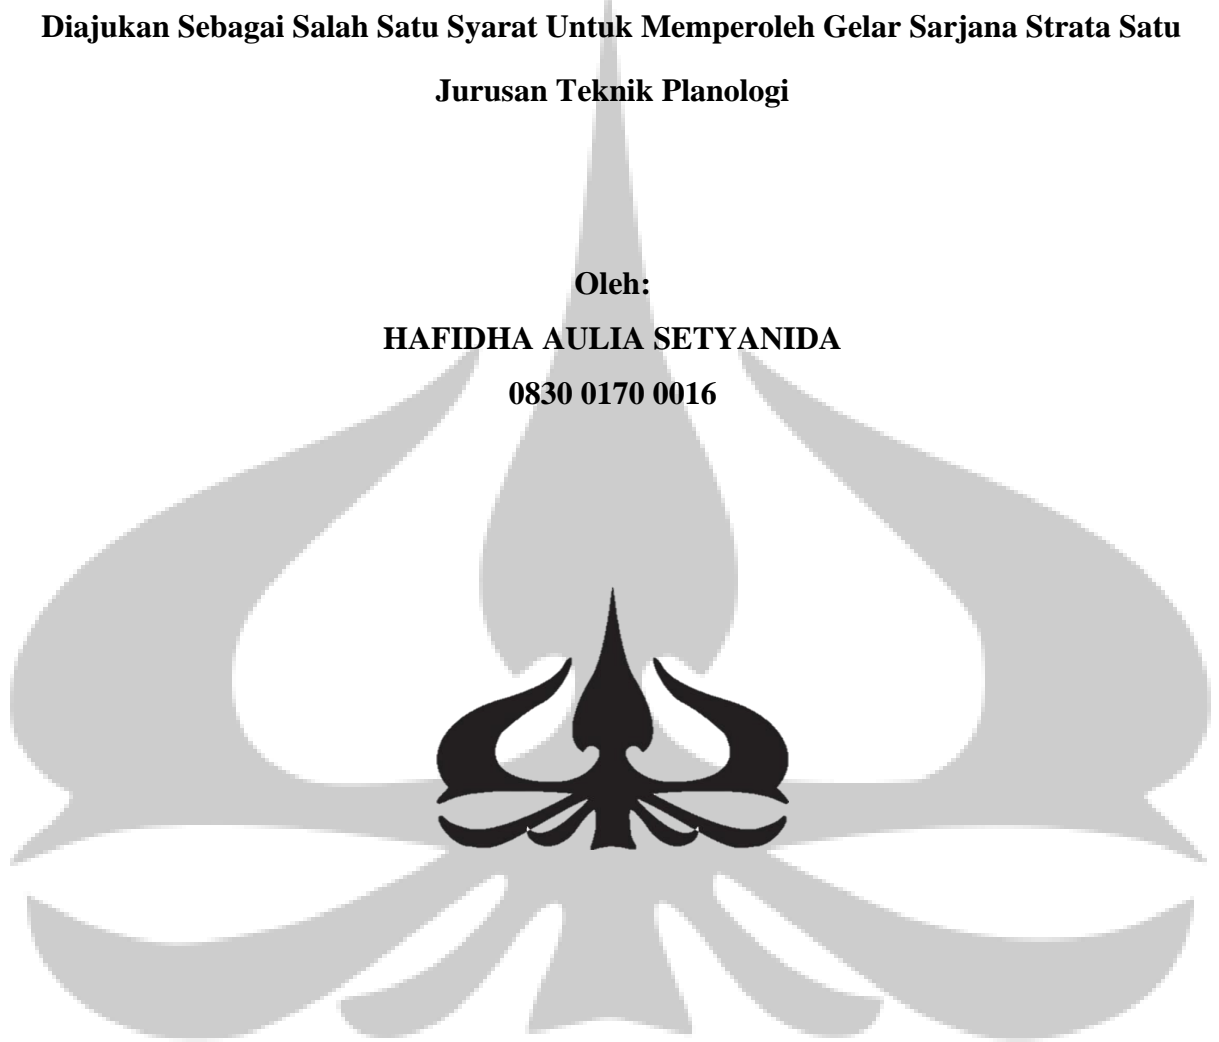 Diajukan Sebagai Salah Satu Syarat Untuk Memperoleh Gelar Sarjana Strata Satu
Jurusan Teknik Planologi
Oleh:
HAFIDHA AULIA SETYANIDA
0830 0170 0016